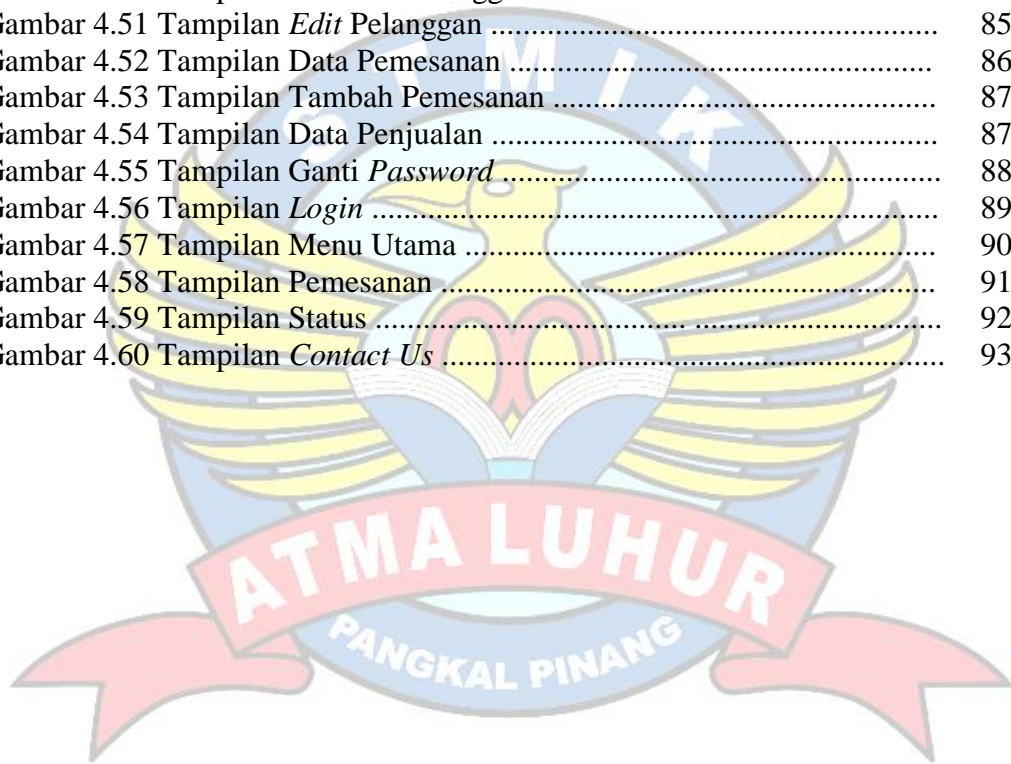 Gambar 4.51 Tampilan Edit Pelanggan ........................................................ 85
Gambar 4.52 Tampilan Data Pemesanan ..................................................... 86
Gambar 4.53 Tampilan Tambah Pemesanan ................................................ 87
Gambar 4.54 Tampilan Data Penjualan ........................................................ 87
Gambar 4.55 Tampilan Ganti Password ....................................................... 88
Gambar 4.56 Tampilan Login ....................................................................... 89
Gambar 4.57 Tampilan Menu Utama ........................................................... 90
Gambar 4.58 Tampilan Pemesanan .............................................................. 91
Gambar 4.59 Tampilan Status ....................................... ............................... 92
Gambar 4.60 Tampilan Contact Us ............................................................... 93
STMIK
ATMA LUHUR
PANGKAL PINANG